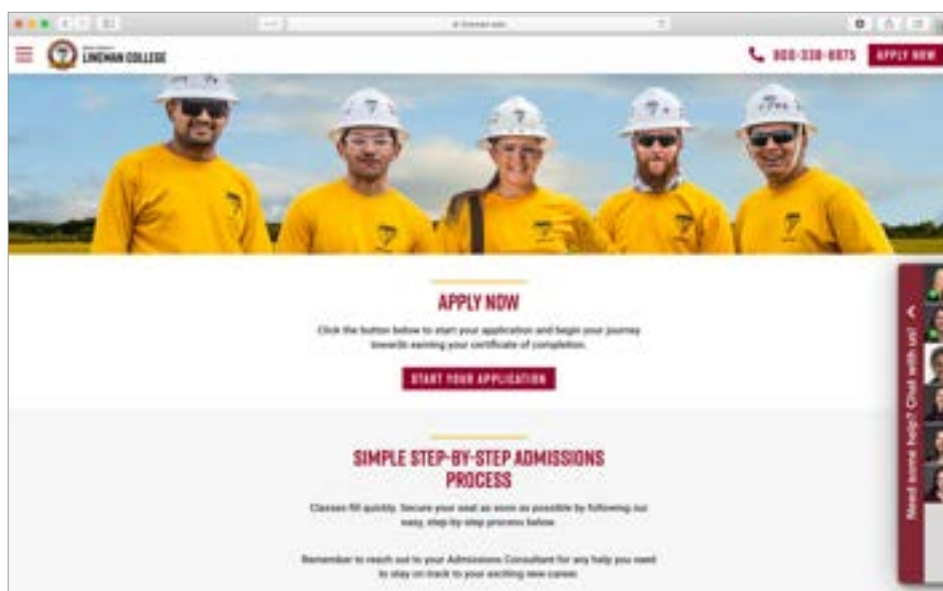 LINEMAN COLLEGE
APPLY NOW
APPLY NOW
Click the button below to start your application and begin your journey
towards earning your certificate of completion.
START YOUR APPLICATION
SIMPLE STEP-BY-STEP ADMISSIONS
PROCESS
Classes fill quickly. Secure your seat as soon as possible by following our
easy, step by step process below.
Remember to reach out to your Admissions Consultant for any help you need
to stay on track to your exciting new career.
Need some help? Chat with us!